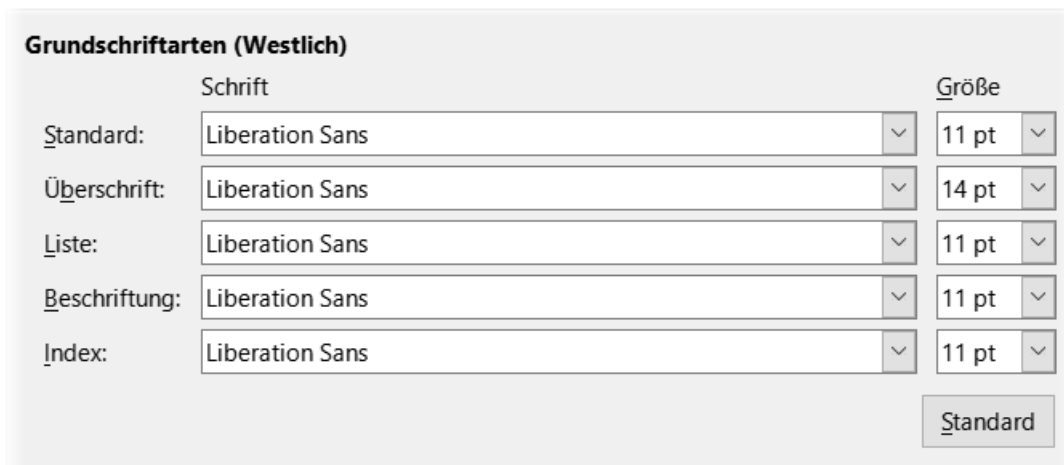 Grundschriftarten (Westlich)
Schrift Größe
Standard: Liberation Sans 11 pt
Überschrift: Liberation Sans 14 pt
Liste: Liberation Sans 11 pt
Beschriftung: Liberation Sans 11 pt
Index: Liberation Sans 11 pt
Standard